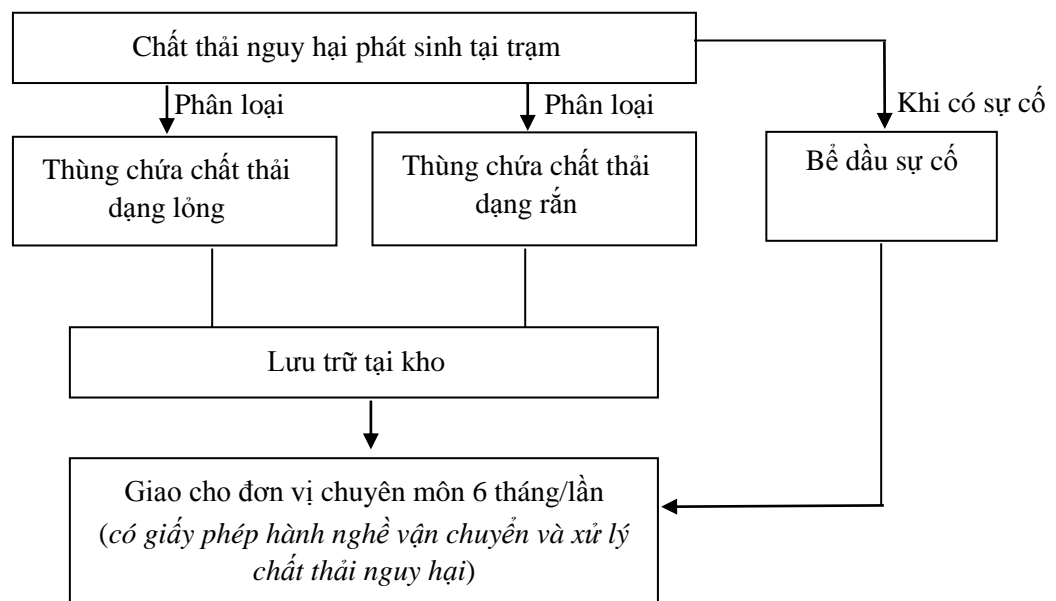 Chất thải nguy hại phát sinh tại trạm
Phân loại
Phân loại
Khi có sự cố
Thùng chứa chất thải
dạng lỏng
Thùng chứa chất thải
dạng rắn
Bể dầu sự cố
Lưu trữ tại kho
Giao cho đơn vị chuyên môn 6 tháng/lần
(có giấy phép hành nghề vận chuyển và xử lý
chất thải nguy hại)